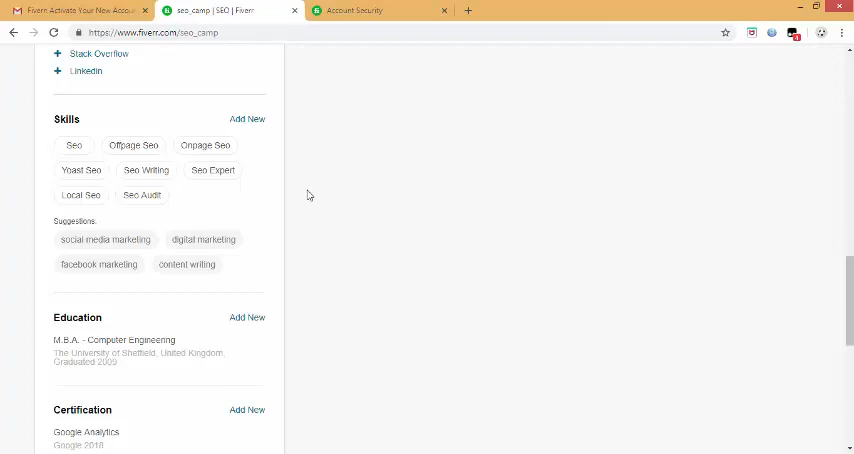 Fiverr: Activate Your New Accou
seo_camp | SEO | Fiverr
Account Security
https://www.fiverr.com/seo_camp
Stack Overflow
Linkedin
Skills Add New
Seo Offpage Seo Onpage Seo
Yoast Seo Seo Writing Seo Expert
Local Seo Seo Audit
Suggestions:
social media marketing digital marketing
facebook marketing content writing
Education Add New
M.B.A. - Computer Engineering
The University of Sheffield, United Kingdom,
Graduated 2009
Certification Add New
Google Analytics
Google 2018